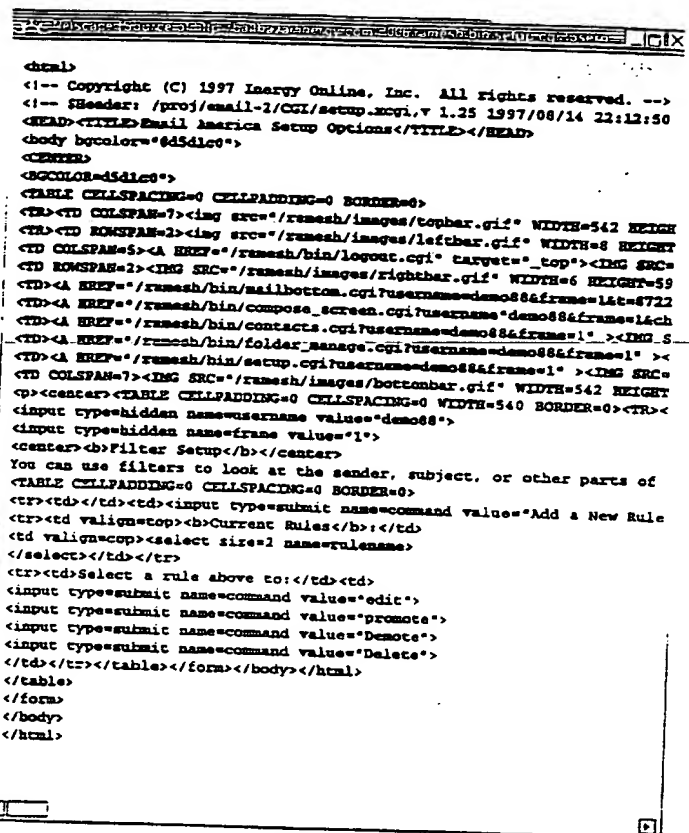 <html>
<!-- Copyright (C) 1997 Inergy Online, Inc. All rights reserved. -->
<!-- $Header: /proj/email-2/CGI/setup.mcgi,v 1.25 1997/08/14 22:12:50
<HEAD><TITLE>Email America Setup Options</TITLE></HEAD>
<body bgcolor="#d5d1c0">
<CENTER>
<BGCOLOR=d5d1c0">
<TABLE CELLSPACING=0 CELLPADDING=0 BORDER=0>
<TR><TD COLSPAN=7><img src="/ramesh/images/topbar.gif" WIDTH=542 HEIGH
<TR><TD ROWSPAN=2><img src="/ramesh/images/leftbar.gif" WIDTH=8 HEIGHT
<TD COLSPAN=5><A HREF="/ramesh/bin/logout.cgi" target="_top"><IMG SRC=
<TD ROWSPAN=2><IMG SRC="/ramesh/images/rightbar.gif" WIDTH=6 HEIGHT=59
<TD><A HREF="/ramesh/bin/mailbottom.cgi?username=demo88&frame=1&t=8722
<TD><A HREF="/ramesh/bin/compose_screen.cgi?username=demo88&frame=1&ch
<TD><A HREF="/ramesh/bin/contacts.cgi?username=demo88&frame=1" ><IMG S
<TD><A HREF="/ramesh/bin/folder_manage.cgi?username=demo88&frame=1" ><
<TD><A HREF="/ramesh/bin/setup.cgi?username=demo88&frame=1" ><IMG SRC=
<TD COLSPAN=7><IMG SRC="/ramesh/images/bottonbar.gif" WIDTH=542 HEIGHT
<p><center><TABLE CELLPADDING=0 CELLSPACING=0 WIDTH=540 BORDER=0><TR><
<input type=hidden name=username value="demo88">
<input type=hidden name=frame value="1">
<center><b>Filter Setup</b></center>
You can use filters to look at the sender, subject, or other parts of
<TABLE CELLPADDING=0 CELLSPACING=0 BORDER=0>
<tr><td></td><td><input type=submit name=command value="Add a New Rule
<tr><td valign=top><b>Current Rules</b>:</td>
<td valign=top><select size=2 name=rulename>
</select></td></tr>
<tr><td>Select a rule above to:</td><td>
<input type=submit name=command value="edit">
<input type=submit name=command value="promote">
<input type=submit name=command value="Demote">
<input type=submit name=command value="Delete">
</td></tr></table></form></body></html>
</table>
</form>
</body>
</html>